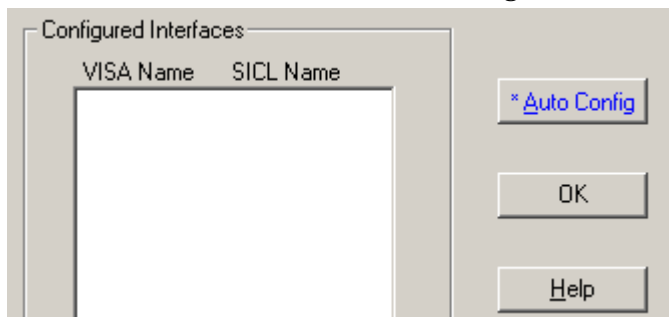 Configured Interfaces
VISA Name SICL Name
* Auto Config
OK
Help